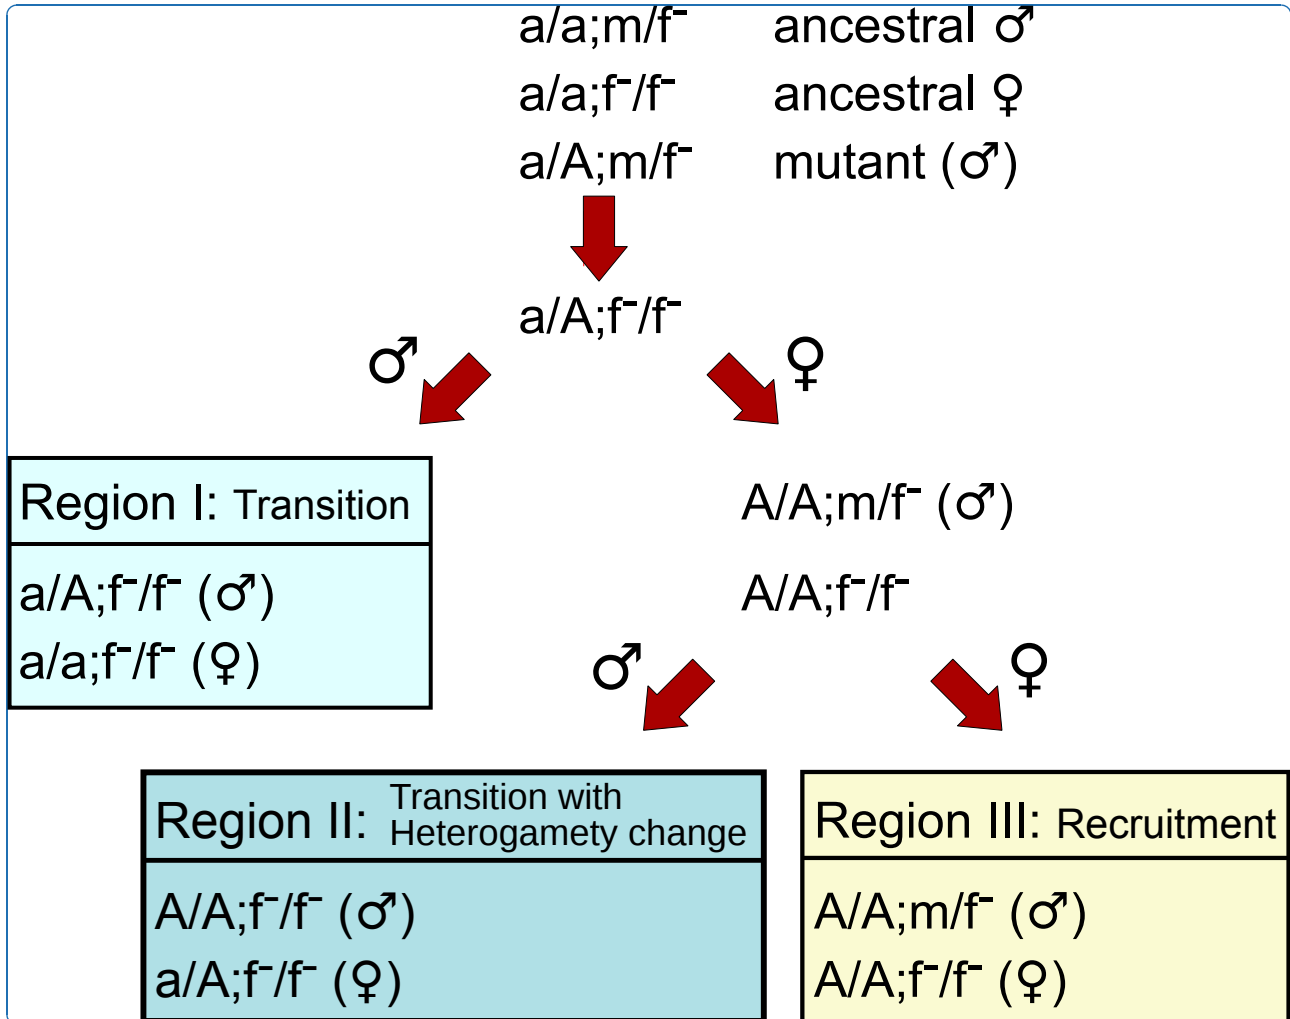 a/a;m/f⁻ ancestral ♂
a/a;f⁻/f⁻ ancestral ♀
a/A;m/f⁻ mutant (♂)
a/A;f⁻/f⁻
♂ ♀
Region I: Transition
a/A;f⁻/f⁻ (♂)
a/a;f⁻/f⁻ (♀)
A/A;m/f⁻ (♂)
A/A;f⁻/f⁻
♂ ♀
Region II: Transition with
Heterogamety change
A/A;f⁻/f⁻ (♂)
a/A;f⁻/f⁻ (♀)
Region III: Recruitment
A/A;m/f⁻ (♂)
A/A;f⁻/f⁻ (♀)